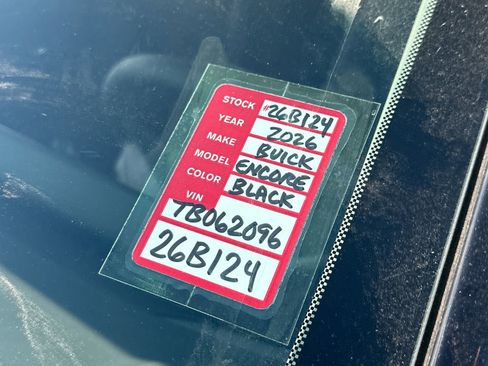 STOCK #26B124
YEAR 2026
MAKE BUICK
MODEL ENCORE
COLOR BLACK
VIN
TB062096
26B124